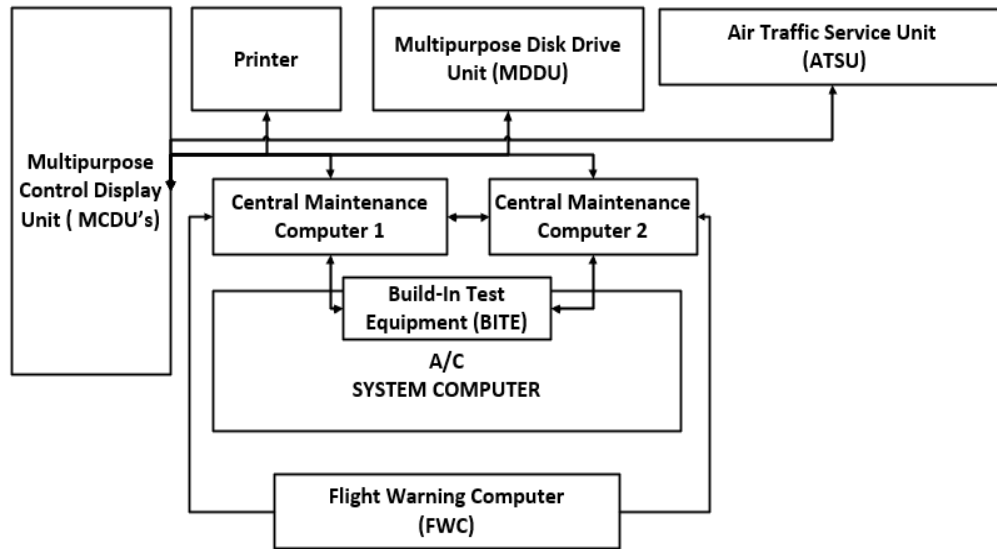 Multipurpose
Control Display
Unit ( MCDU's)
Printer
Multipurpose Disk Drive
Unit (MDDU)
Air Traffic Service Unit
(ATSU)
Central Maintenance
Computer 1
Central Maintenance
Computer 2
Build-In Test
Equipment (BITE)
A/C
SYSTEM COMPUTER
Flight Warning Computer
(FWC)